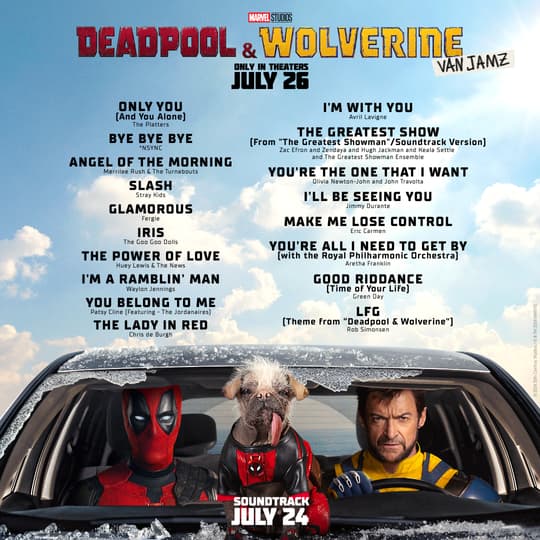 MARVEL STUDIOS
DEADPOOL & WOLVERINE
VAN JAMZ
ONLY IN THEATERS
JULY 26
ONLY YOU
(And You Alone)
The Platters
BYE BYE BYE
*NSYNC
ANGEL OF THE MORNING
Merrilee Rush & The Turnabouts
SLASH
Stray Kids
GLAMOROUS
Fergie
IRIS
The Goo Goo Dolls
THE POWER OF LOVE
Huey Lewis & The News
I'M A RAMBLIN' MAN
Waylon Jennings
YOU BELONG TO ME
Patsy Cline (Featuring - The Jordanaires)
THE LADY IN RED
Chris de Burgh
I'M WITH YOU
Avril Lavigne
THE GREATEST SHOW
(From "The Greatest Showman"/Soundtrack Version)
Zac Efron and Zendaya and Hugh Jackman and Keala Settle
and The Greatest Showman Ensemble
YOU'RE THE ONE THAT I WANT
Olivia Newton-John and John Travolta
I'LL BE SEEING YOU
Jimmy Durante
MAKE ME LOSE CONTROL
Eric Carmen
YOU'RE ALL I NEED TO GET BY
(with the Royal Philharmonic Orchestra)
Aretha Franklin
GOOD RIDDANCE
(Time of Your Life)
Green Day
LFG
(Theme from "Deadpool & Wolverine")
Rob Simonsen
SOUNDTRACK
JULY 24